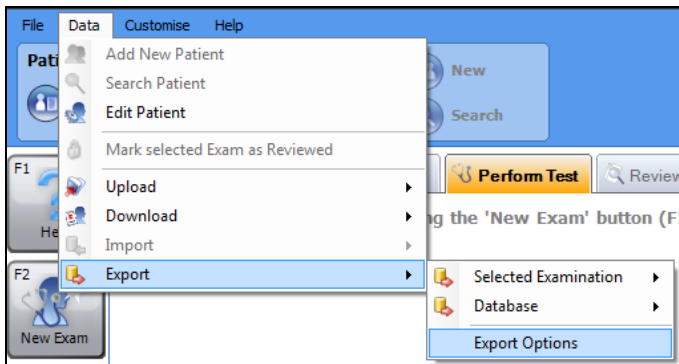 File Data Customise Help
Pati
Add New Patient
Search Patient
Edit Patient
Mark selected Exam as Reviewed
Upload
Download
Import
Export
New
Search
F1
He
F2
New Exam
Perform Test
Review
ng the 'New Exam' button (F
Selected Examination
Database
Export Options